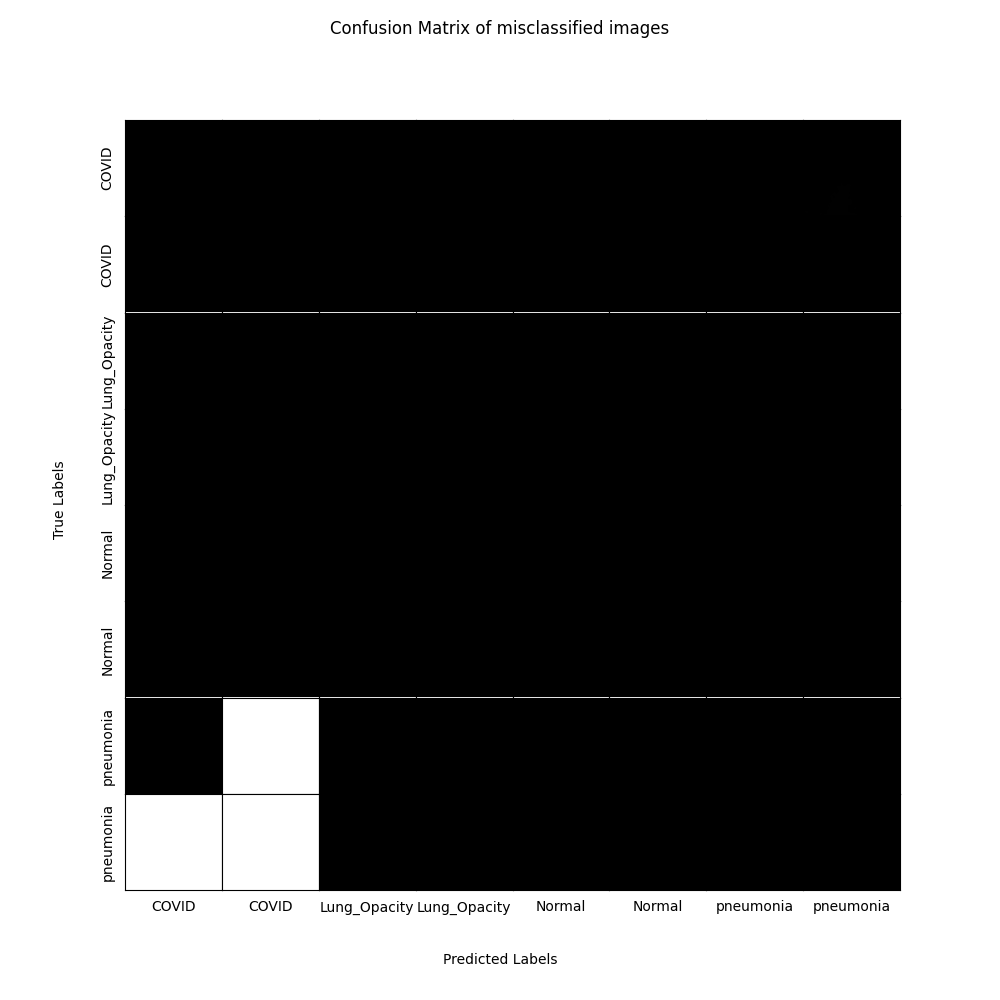 Confusion Matrix of misclassified images
True Labels
COVID
COVID
Lung_Opacity
Lung_Opacity
Normal
Normal
pneumonia
pneumonia
COVID COVID Lung_Opacity Lung_Opacity Normal Normal pneumonia pneumonia
Predicted Labels